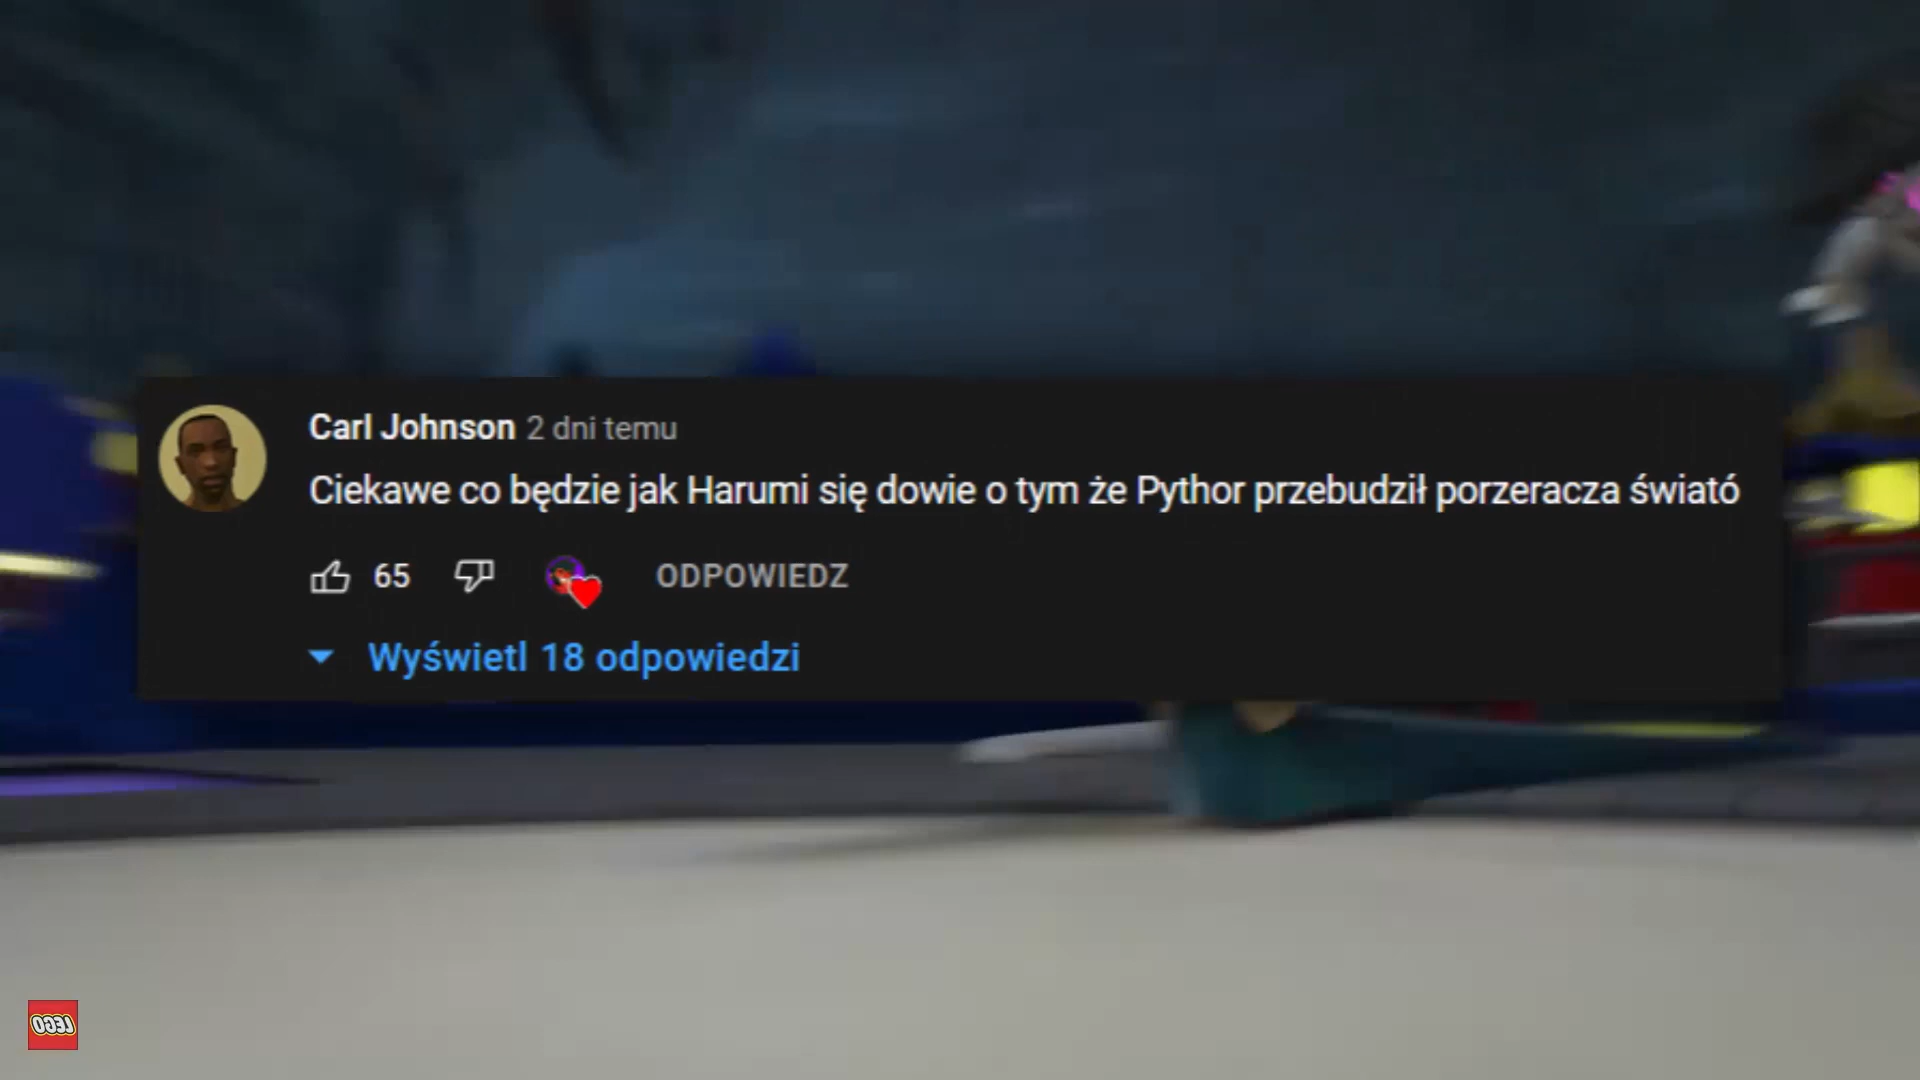 Carl Johnson 2 dni temu
Ciekawe co będzie jak Harumi się dowie o tym że Pythor przebudził porzeracza świató
65 ODPOWIEDZ
Wyświetl 18 odpowiedzi
LEGO